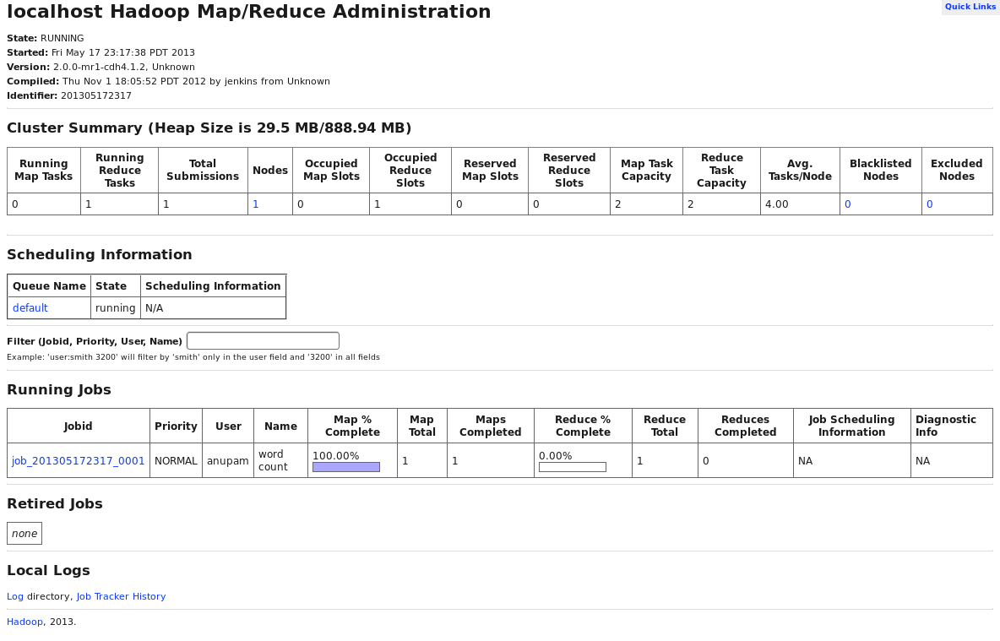 localhost Hadoop Map/Reduce Administration
Quick Links
State: RUNNING
Started: Fri May 17 23:17:38 PDT 2013
Version: 2.0.0-mr1-cdh4.1.2, Unknown
Compiled: Thu Nov 1 18:05:52 PDT 2012 by jenkins from Unknown
Identifier: 201305172317
Cluster Summary (Heap Size is 29.5 MB/888.94 MB)
Running Map Tasks Running Reduce Tasks Total Submissions Nodes Occupied Map Slots Occupied Reduce Slots Reserved Map Slots Reserved Reduce Slots Map Task Capacity Reduce Task Capacity Avg. Tasks/Node Blacklisted Nodes Excluded Nodes
0 1 1 1 0 1 0 0 2 2 4.00 0 0
Scheduling Information
Queue Name State Scheduling Information
default running N/A
Filter (Jobid, Priority, User, Name)
Example: 'user:smith 3200' will filter by 'smith' only in the user field and '3200' in all fields
Running Jobs
Jobid Priority User Name Map % Complete Map Total Maps Completed Reduce % Complete Reduce Total Reduces Completed Job Scheduling Information Diagnostic Info
job_201305172317_0001 NORMAL anupam word count 100.00% 1 1 0.00% 1 0 NA NA
Retired Jobs
none
Local Logs
Log directory, Job Tracker History
Hadoop, 2013.